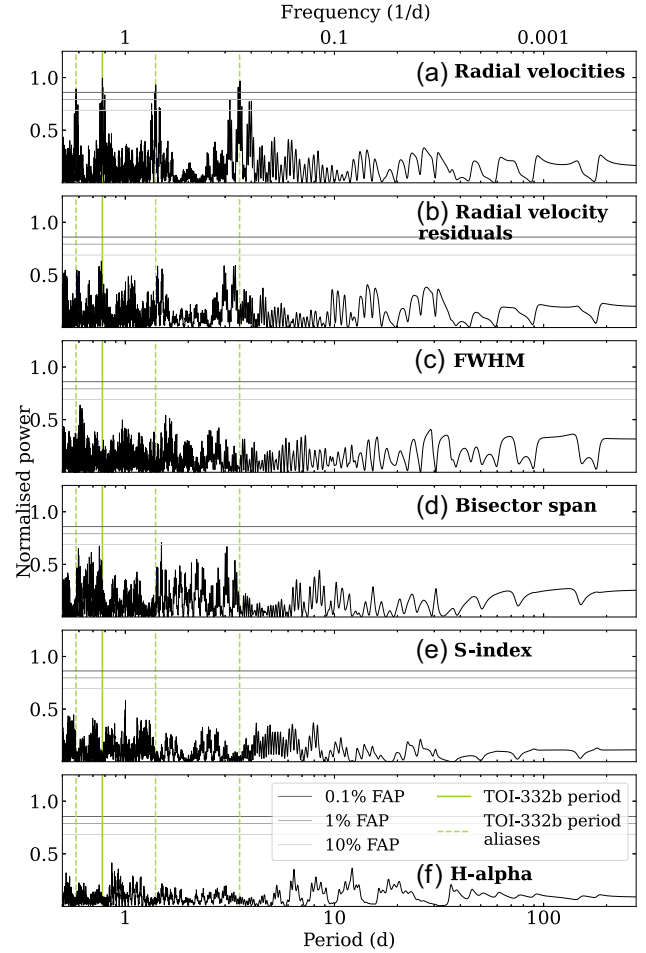 Frequency (1/d)
1 0.1 0.001
(a) Radial velocities
1.0
0.5
(b) Radial velocity
residuals
1.0
0.5
(c) FWHM
1.0
0.5
Normalised power
(d) Bisector span
1.0
0.5
(e) S-index
1.0
0.5
0.1% FAP
1% FAP
10% FAP
TOI-332b period
TOI-332b period
aliases
1.0
0.5
(f) H-alpha
1 10 100
Period (d)